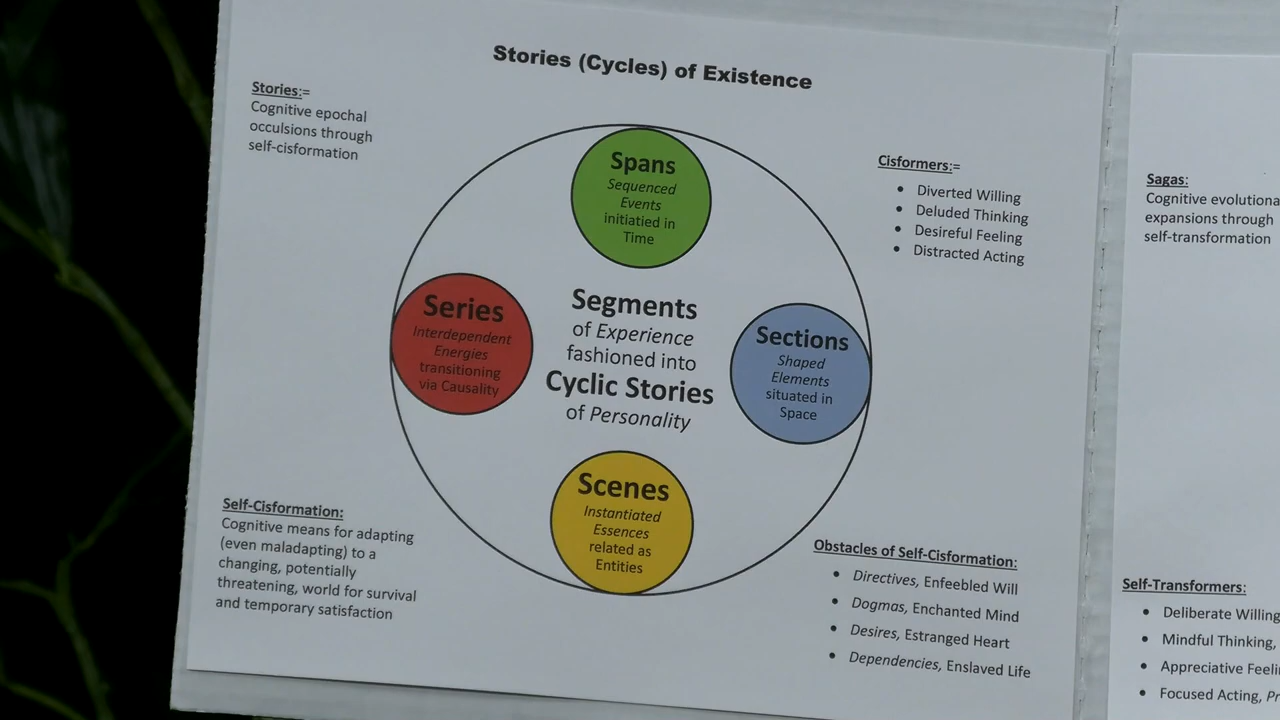 Stories (Cycles) of Existence
Stories:=
Cognitive epochal
occulsions through
self-cisformation
Spans
Sequenced
Events
initiatied in
Time
Cisformers:=
• Diverted Willing
• Deluded Thinking
• Desireful Feeling
• Distracted Acting
Series
Interdependent
Energies
transitioning
via Causality
Segments
of Experience
fashioned into
Cyclic Stories
of Personality
Sections
Shaped
Elements
situated in
Space
Scenes
Instantiated
Essences
related as
Entities
Self-Cisformation:
Cognitive means for adapting
(even maladapting) to a
changing, potentially
threatening, world for survival
and temporary satisfaction
Obstacles of Self-Cisformation:
• Directives, Enfeebled Will
• Dogmas, Enchanted Mind
• Desires, Estranged Heart
• Dependencies, Enslaved Life
Sagas:
Cognitive evolutiona
expansions through
self-transformation
Self-Transformers:
• Deliberate Willing
• Mindful Thinking,
• Appreciative Feeli
• Focused Acting, Pr